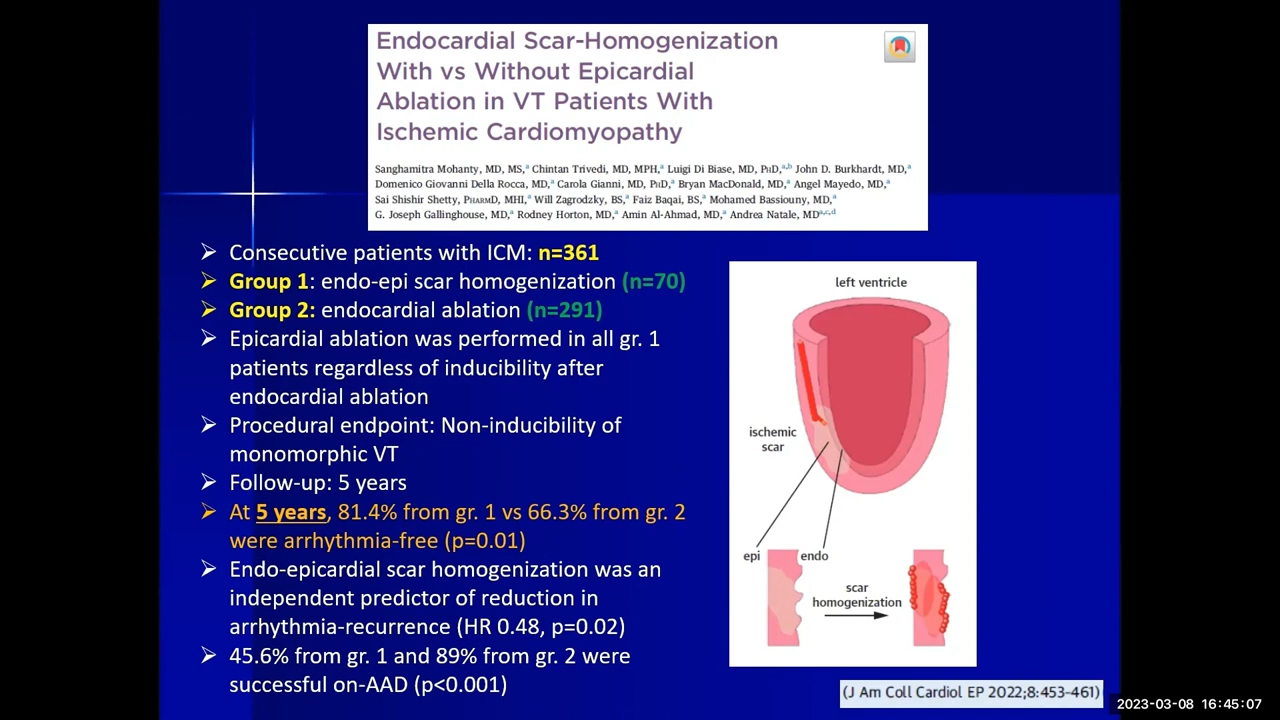 Endocardial Scar-Homogenization
With vs Without Epicardial
Ablation in VT Patients With
Ischemic Cardiomyopathy
Sanghamitra Mohanty, MD, MS,ᵃ Chintan Trivedi, MD, MPH,ᵃ Luigi Di Biase, MD, PhD,ᵃ,ᵇ John D. Burkhardt, MD,ᵃ
Domenico Giovanni Della Rocca, MD,ᵃ Carola Gianni, MD, PhD,ᵃ Bryan MacDonald, MD,ᵃ Angel Mayedo, MD,ᵃ
Sai Shishir Shetty, PharmD, MHI,ᵃ Will Zagrodzky, BS,ᵃ Faiz Baqai, BS,ᵃ Mohamed Bassiouny, MD,ᵃ
G. Joseph Gallinghouse, MD,ᵃ Rodney Horton, MD,ᵃ Amin Al-Ahmad, MD,ᵃ Andrea Natale, MDᵃ,ᶜ,ᵈ
➢ Consecutive patients with ICM: n=361
➢ Group 1: endo-epi scar homogenization (n=70)
➢ Group 2: endocardial ablation (n=291)
➢ Epicardial ablation was performed in all gr. 1
patients regardless of inducibility after
endocardial ablation
➢ Procedural endpoint: Non-inducibility of
monomorphic VT
➢ Follow-up: 5 years
➢ At 5 years, 81.4% from gr. 1 vs 66.3% from gr. 2
were arrhythmia-free (p=0.01)
➢ Endo-epicardial scar homogenization was an
independent predictor of reduction in
arrhythmia-recurrence (HR 0.48, p=0.02)
➢ 45.6% from gr. 1 and 89% from gr. 2 were
successful on-AAD (p<0.001)
left ventricle
ischemic
scar
epi
endo
scar
homogenization
(J Am Coll Cardiol EP 2022;8:453-461)
2023-03-08 16:45:07